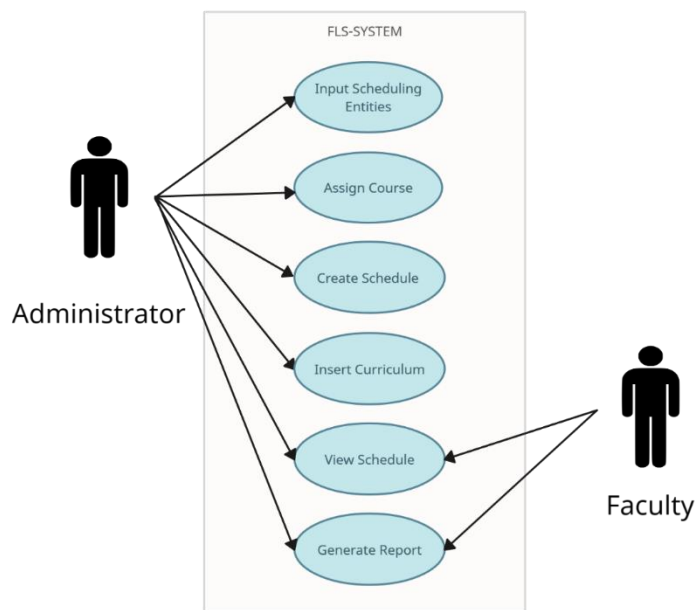 FLS-SYSTEM
Input Scheduling
Entities
Assign Course
Administrator
Create Schedule
Insert Curriculum
View Schedule
Faculty
Generate Report